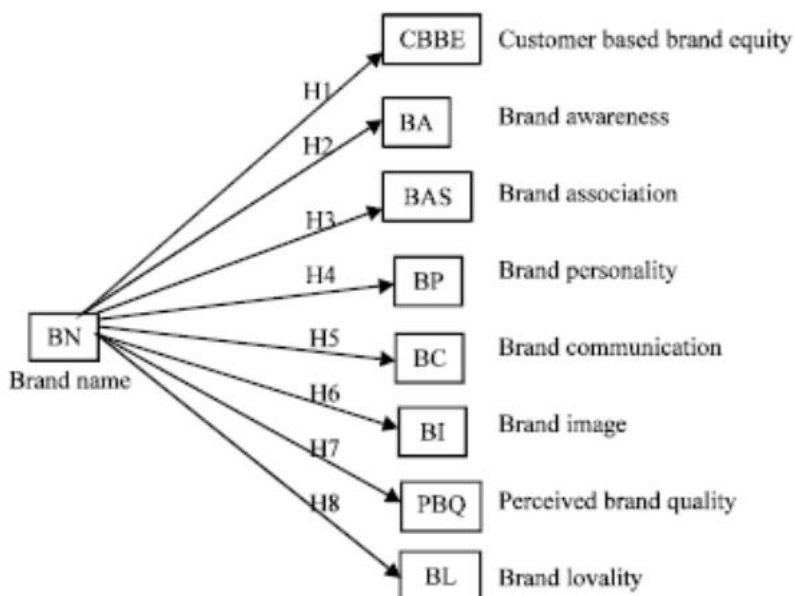 CBBE Customer based brand equity
H1
BA Brand awareness
H2
BAS Brand association
H3
BP Brand personality
H4
BN
Brand name
H5
BC Brand communication
H6
BI Brand image
H7
PBQ Perceived brand quality
H8
BL Brand lovality